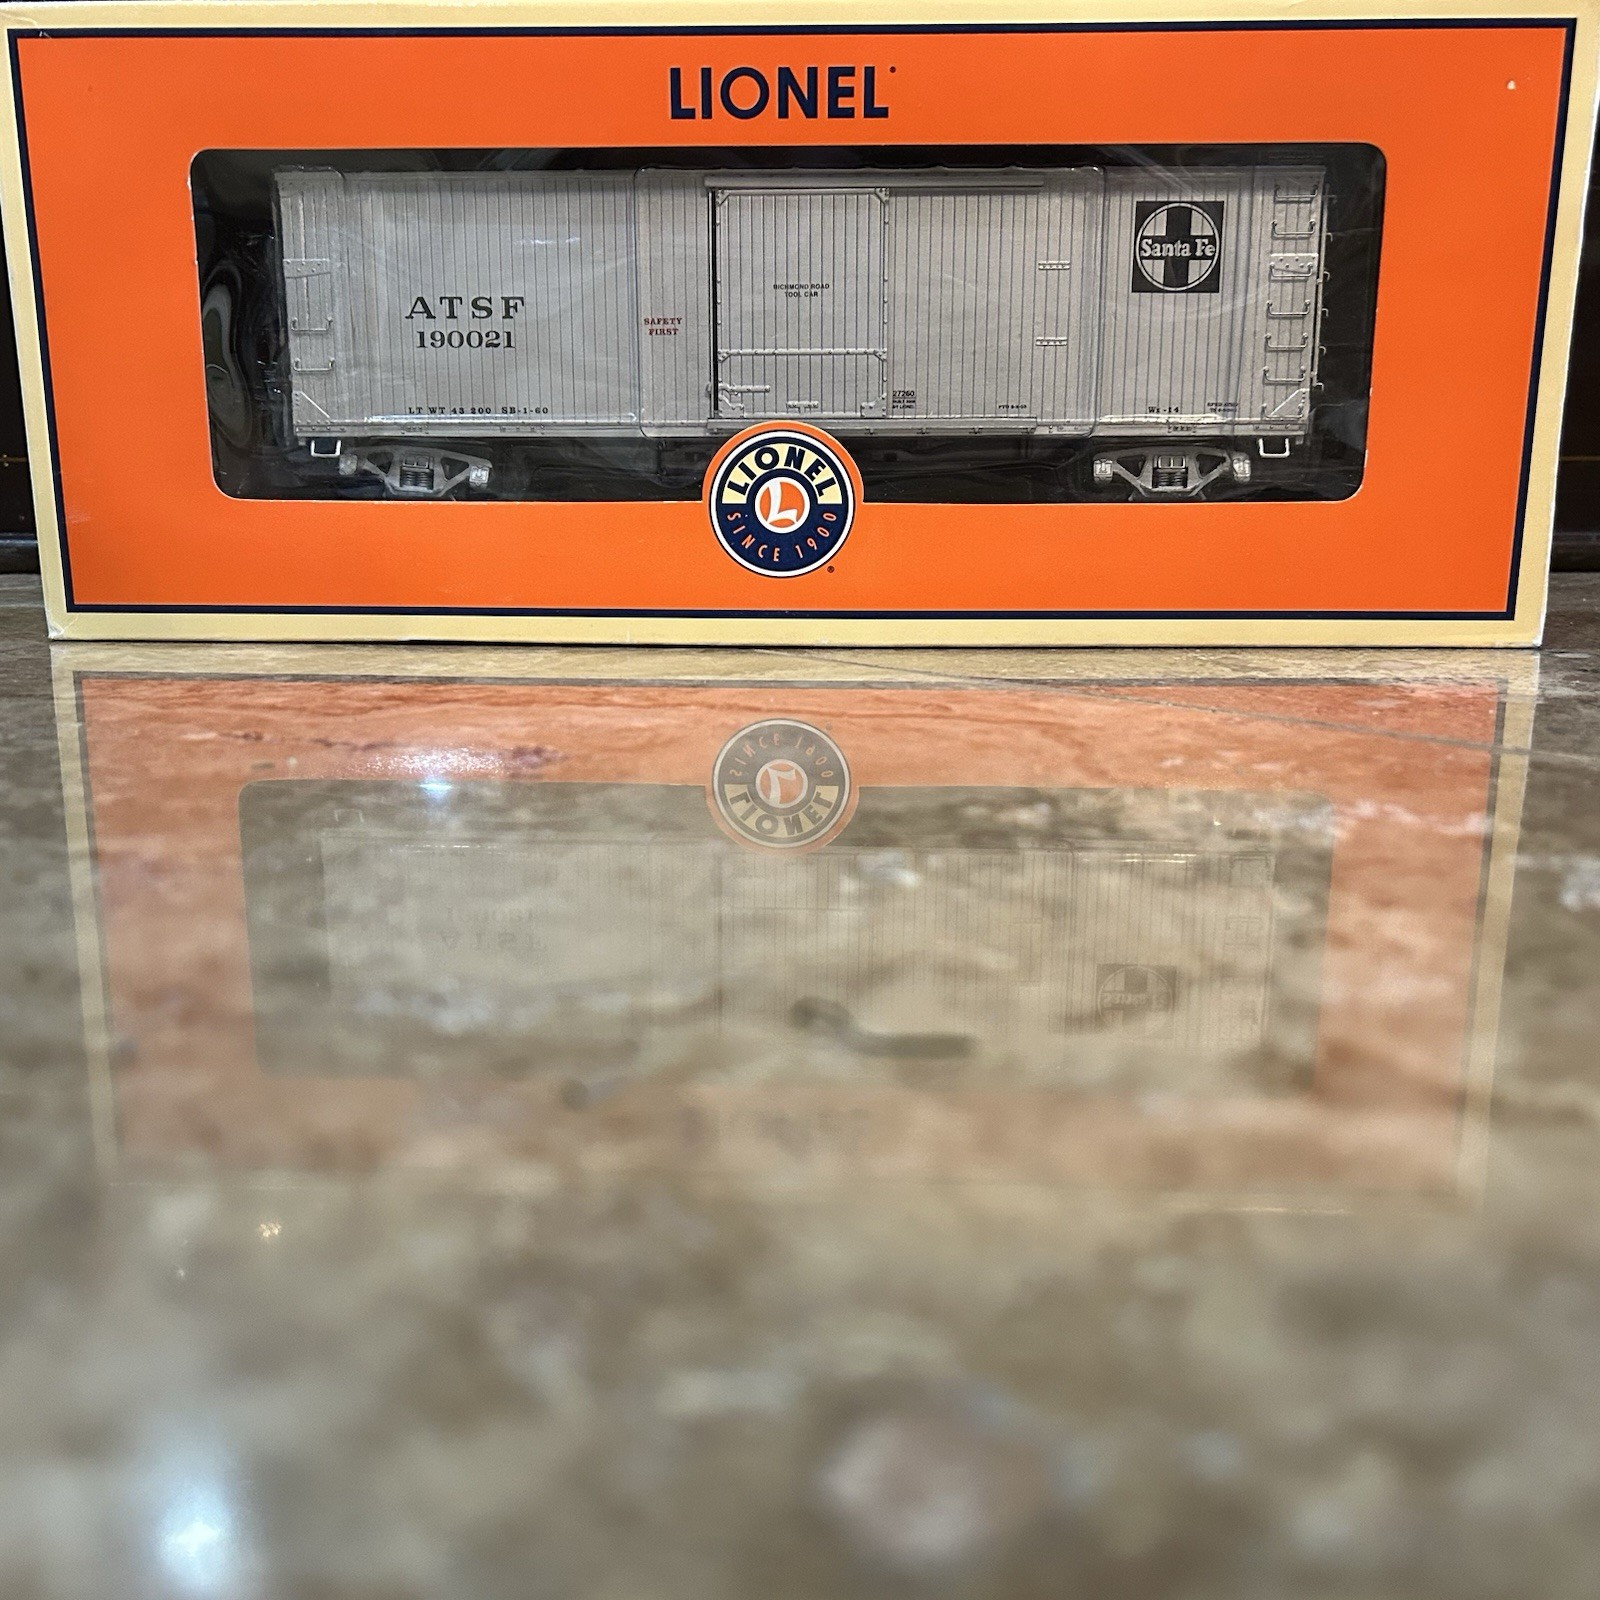 LIONEL
Santa Fe
RICHMOND ROAD
TOOL CAR
ATSF
190021
SAFETY
FIRST
27260
LT WT 43 200 SB-1-60
LIONEL
L
SINCE 1900